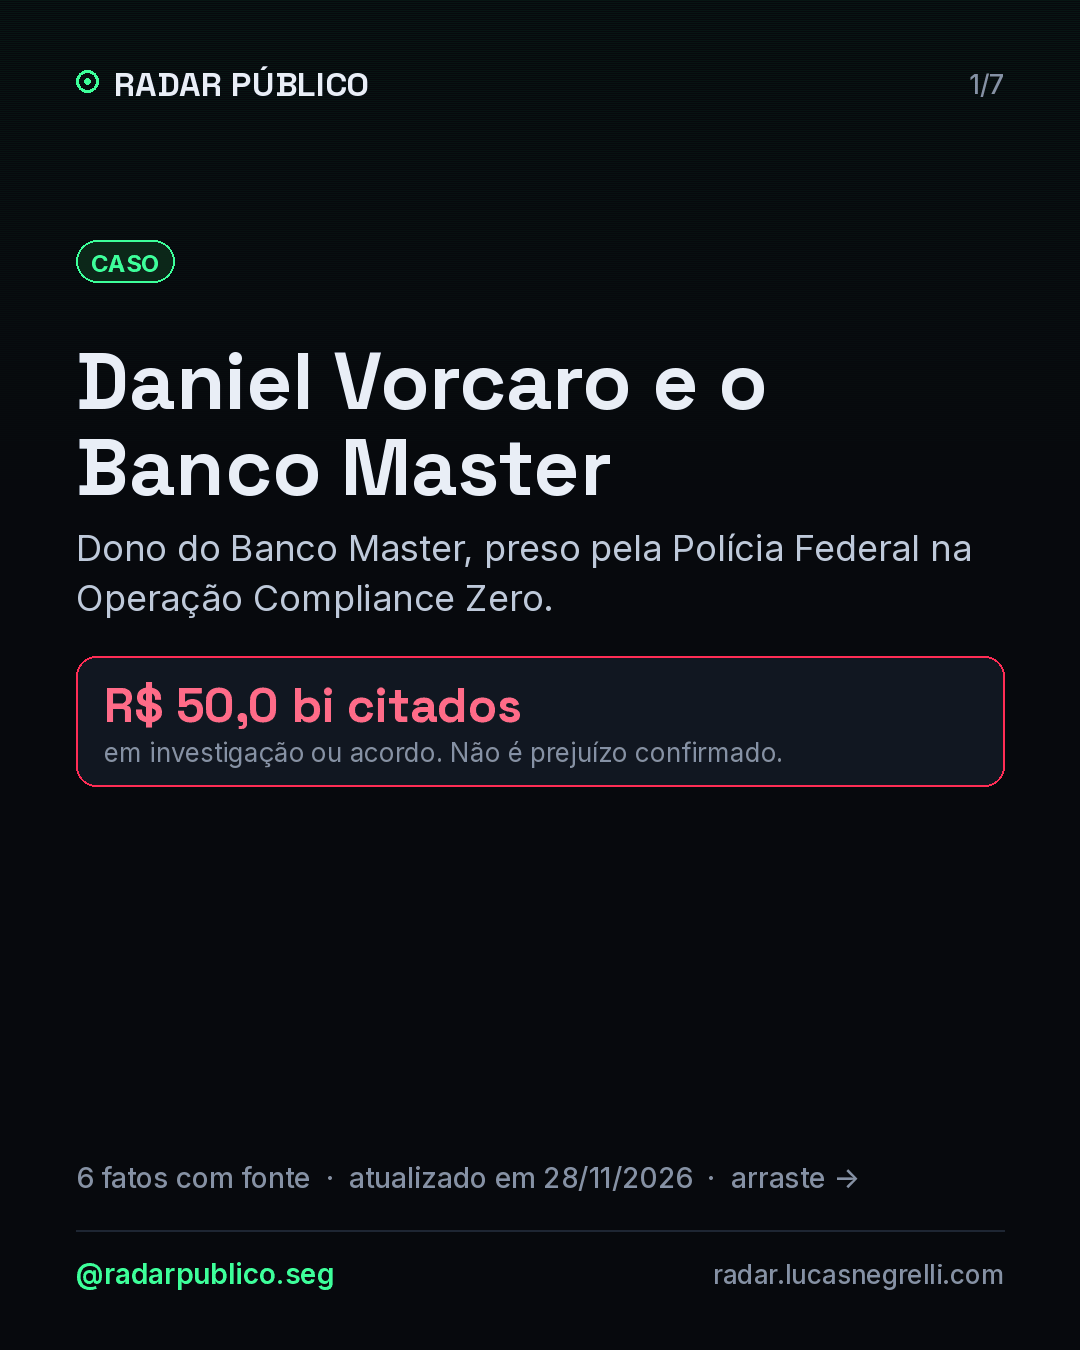 RADAR PÚBLICO
1/7
CASO
Daniel Vorcaro e o
Banco Master
Dono do Banco Master, preso pela Polícia Federal na
Operação Compliance Zero.
R$ 50,0 bi citados
em investigação ou acordo. Não é prejuízo confirmado.
6 fatos com fonte · atualizado em 28/11/2026 · arraste →
@radarpublico.seg
radar.lucasnegrelli.com